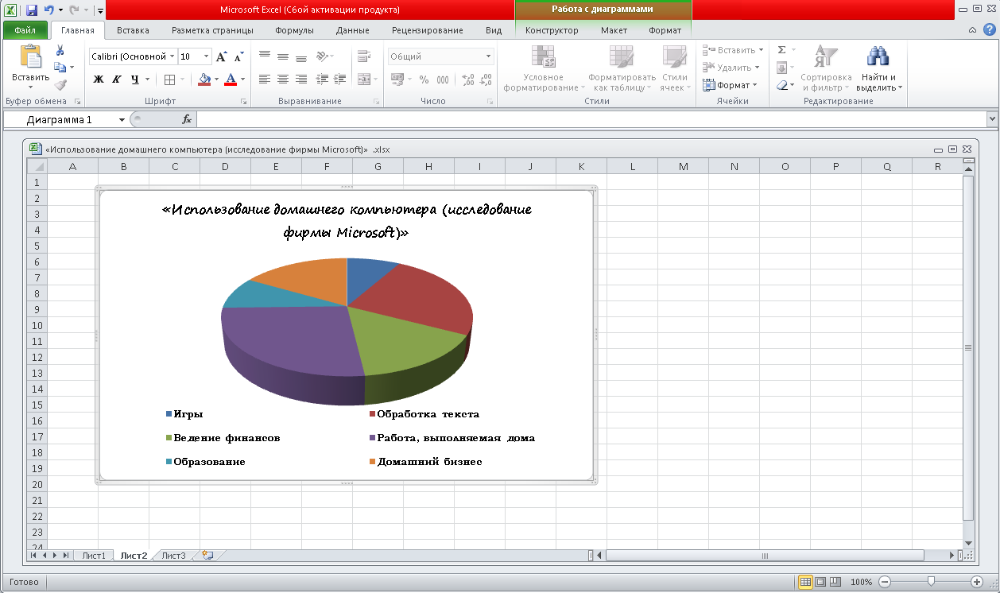 Microsoft Excel (Сбой активации продукта)
Работа с диаграммами
Файл Главная Вставка Разметка страницы Формулы Данные Рецензирование Вид Конструктор Макет Формат
Вставить
Calibri (Основной 10
Ж К Ч
Общий
% 000
Условное форматирование
Форматировать как таблицу
Стили ячеек
Вставить
Удалить
Формат
Σ
Сортировка и фильтр
Найти и выделить
Буфер обмена Шрифт Выравнивание Число Стили Ячейки Редактирование
Диаграмма 1 fx
«Использование домашнего компьютера (исследование фирмы Microsoft)» .xlsx
A B C D E F G H I J K L M N O P Q R
1
2
3
4
5
6
7
8
9
10
11
12
13
14
15
16
17
18
19
20
21
22
23
24
«Использование домашнего компьютера (исследование
фирмы Microsoft)»
Игры Обработка текста
Ведение финансов Работа, выполняемая дома
Образование Домашний бизнес
Лист1 Лист2 Лист3
Готово 100%